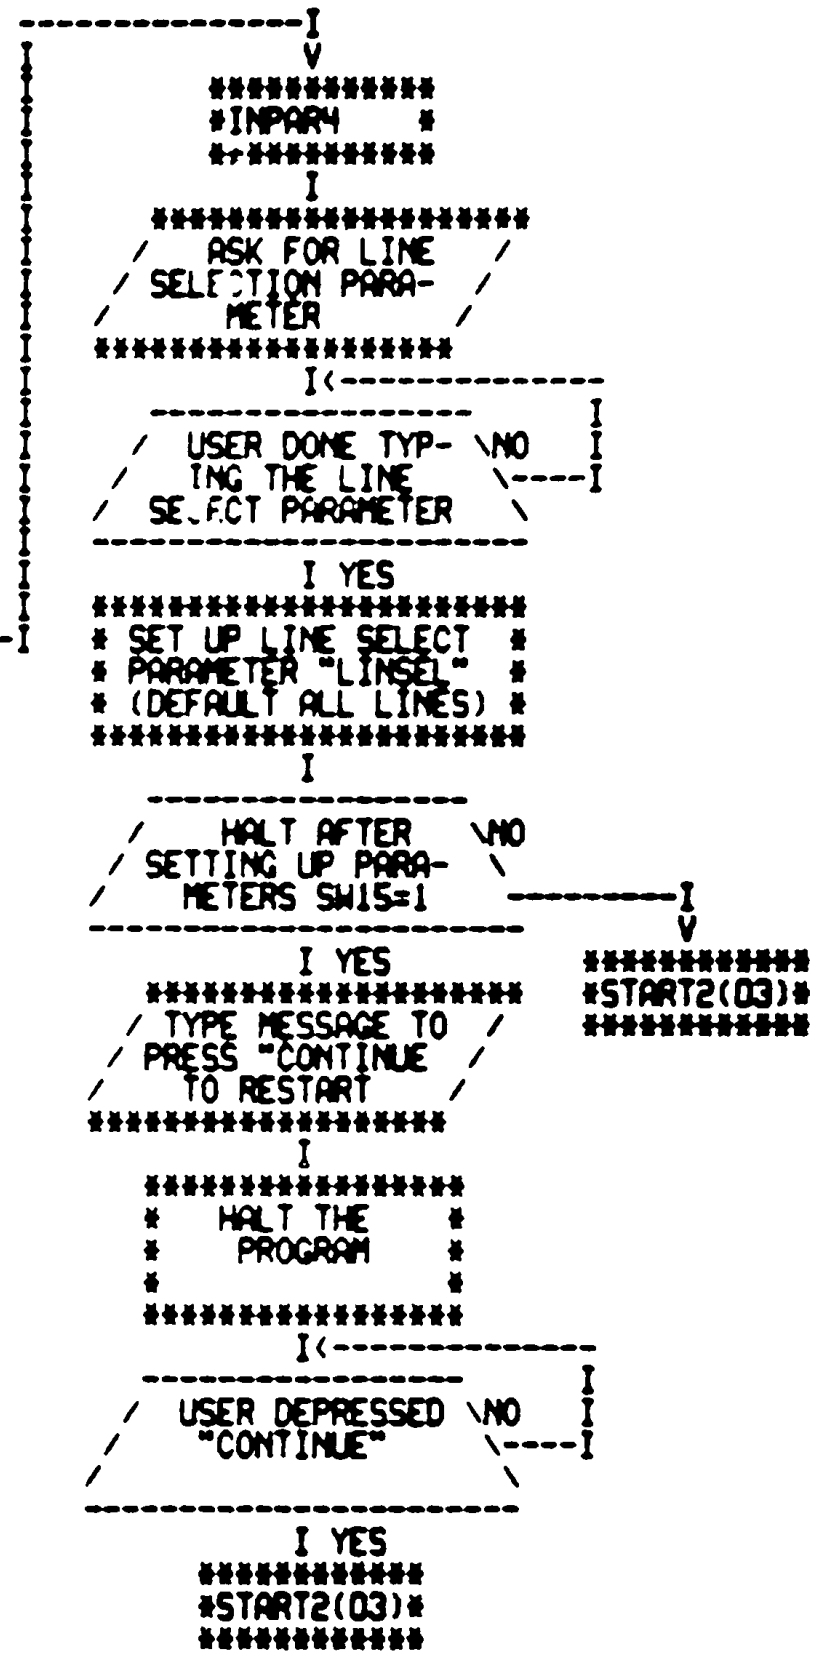 INPAR4
ASK FOR LINE
SELECTION PARA-
METER
USER DONE TYP- NO
ING THE LINE
SELECT PARAMETER
YES
SET UP LINE SELECT
PARAMETER "LINSEL"
(DEFAULT ALL LINES)
HALT AFTER NO
SETTING UP PARA-
METERS SW15=1
YES
START2(03)
TYPE MESSAGE TO
PRESS "CONTINUE
TO RESTART
HALT THE
PROGRAM
USER DEPRESSED NO
"CONTINUE"
YES
START2(03)